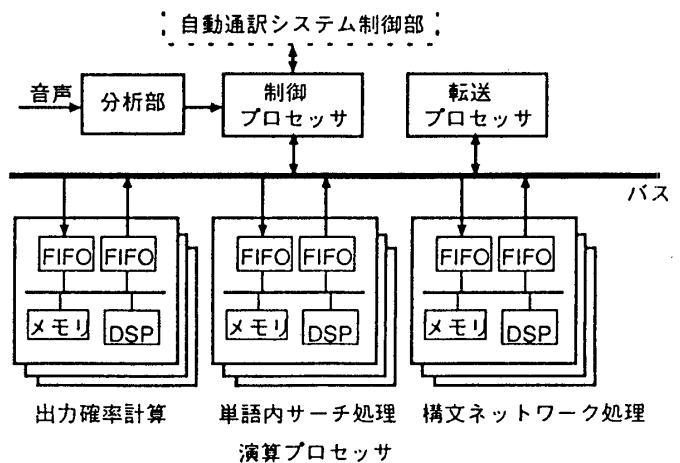 自動通訳システム制御部
音声
分析部
制御
プロセッサ
転送
プロセッサ
バス
FIFO FIFO
メモリ DSP
FIFO FIFO
メモリ DSP
FIFO FIFO
メモリ DSP
出力確率計算
単語内サーチ処理
構文ネットワーク処理
演算プロセッサ